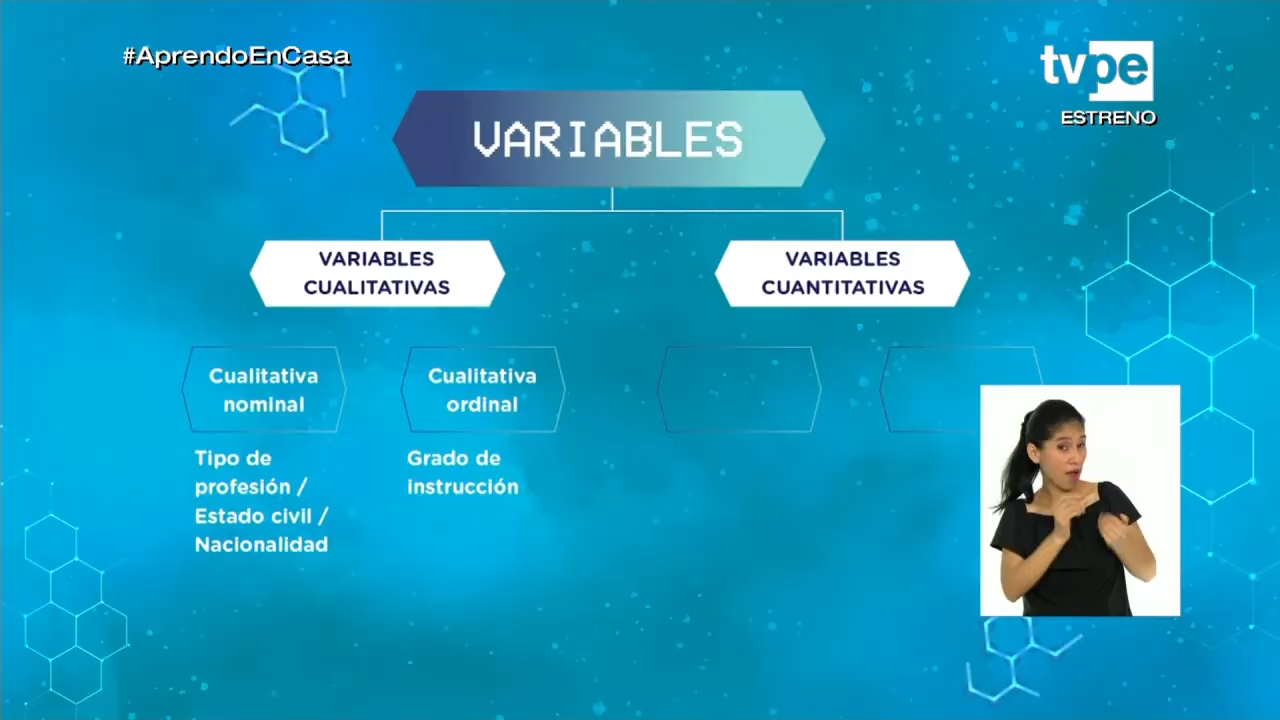 #AprendoEnCasa
tvpe
ESTRENO
VARIABLES
VARIABLES
CUALITATIVAS
VARIABLES
CUANTITATIVAS
Cualitativa
nominal
Cualitativa
ordinal
Tipo de
profesión /
Estado civil /
Nacionalidad
Grado de
instrucción